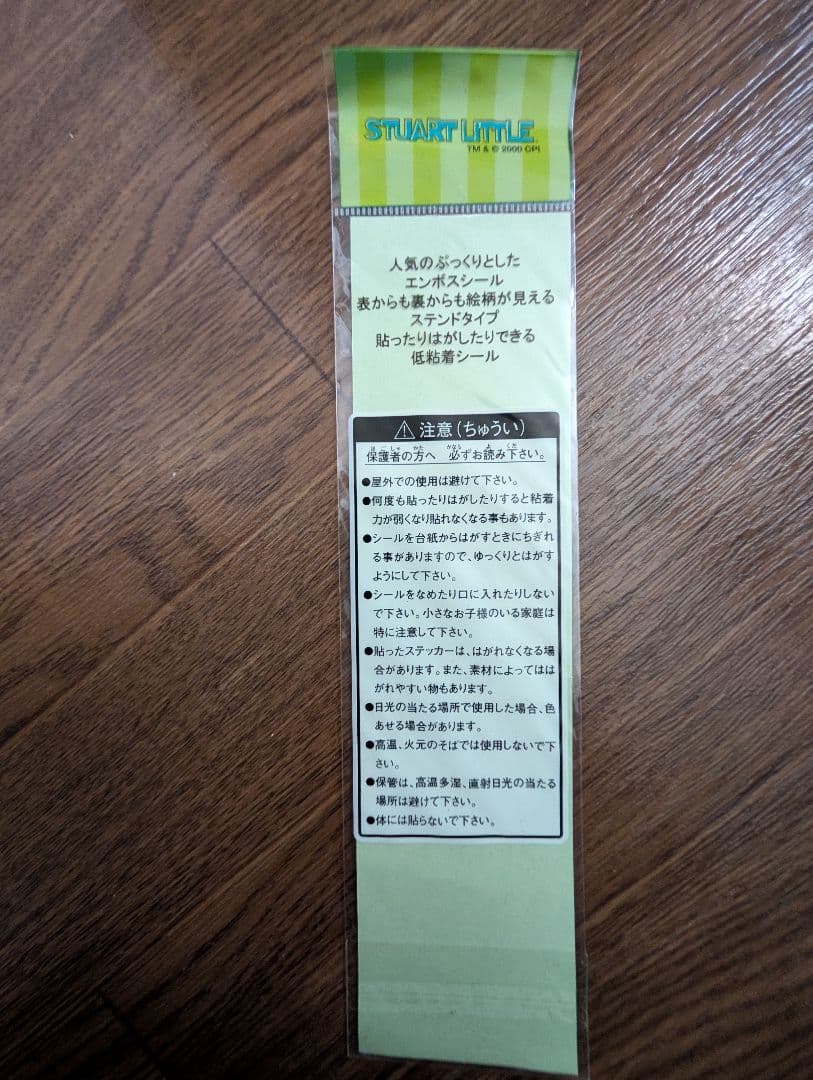 STUART LITTLE
TM & © 2000 CPI
人気のぷっくりとした
エンボスシール
表からも裏からも絵柄が見える
ステンドタイプ
貼ったりはがしたりできる
低粘着シール
⚠ 注意(ちゅうい)
保護者の方へ 必ずお読み下さい。
●屋外での使用は避けて下さい。
●何度も貼ったりはがしたりすると粘着
力が弱くなり貼れなくなる事もあります。
●シールを台紙からはがすときにちぎれ
る事がありますので、ゆっくりとはがす
ようにして下さい。
●シールをなめたり口に入れたりしない
で下さい。小さなお子様のいる家庭は
特に注意して下さい。
●貼ったステッカーは、はがれなくなる場
合があります。また、素材によってはは
がれやすい物もあります。
●日光の当たる場所で使用した場合、色
あせる場合があります。
●高温、火元のそばでは使用しないで下
さい。
●保管は、高温多湿、直射日光の当たる
場所は避けて下さい。
●体には貼らないで下さい。